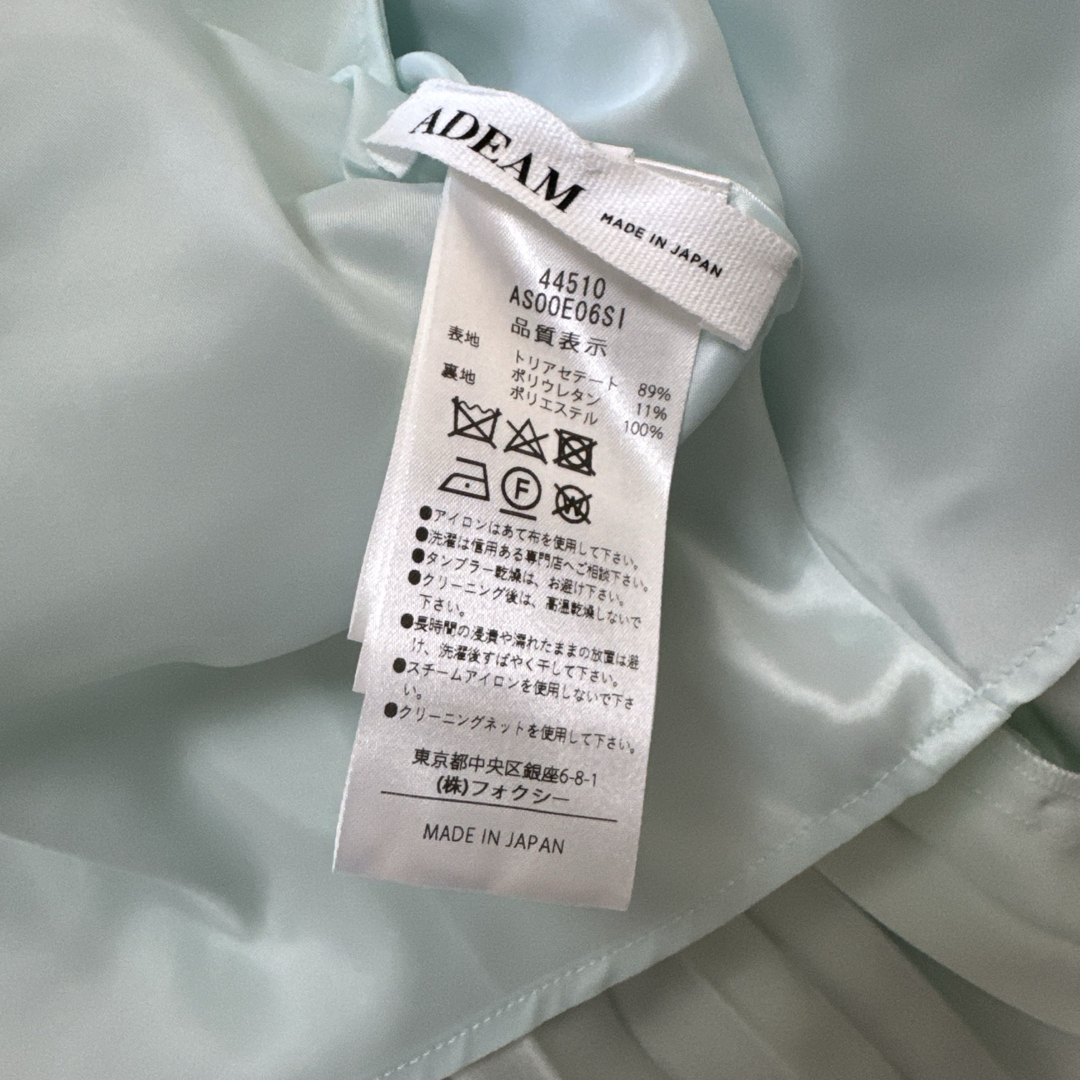 ADEAM
MADE IN JAPAN
44510
AS00E06SI
品質表示
表地 トリアセテート 89%
ポリウレタン 11%
裏地 ポリエステル 100%
F
W
●アイロンはあて布を使用して下さい。
●洗濯は信用ある専門店へご相談下さい。
●タンブラー乾燥は、お避け下さい。
●クリーニング後は、高温乾燥しないで
下さい。
●長時間の浸漬や濡れたままの放置は避
け、洗濯後すばやく干して下さい。
●スチームアイロンを使用しないで下さ
い。
●クリーニングネットを使用して下さい。
東京都中央区銀座6-8-1
(株)フォクシー
MADE IN JAPAN